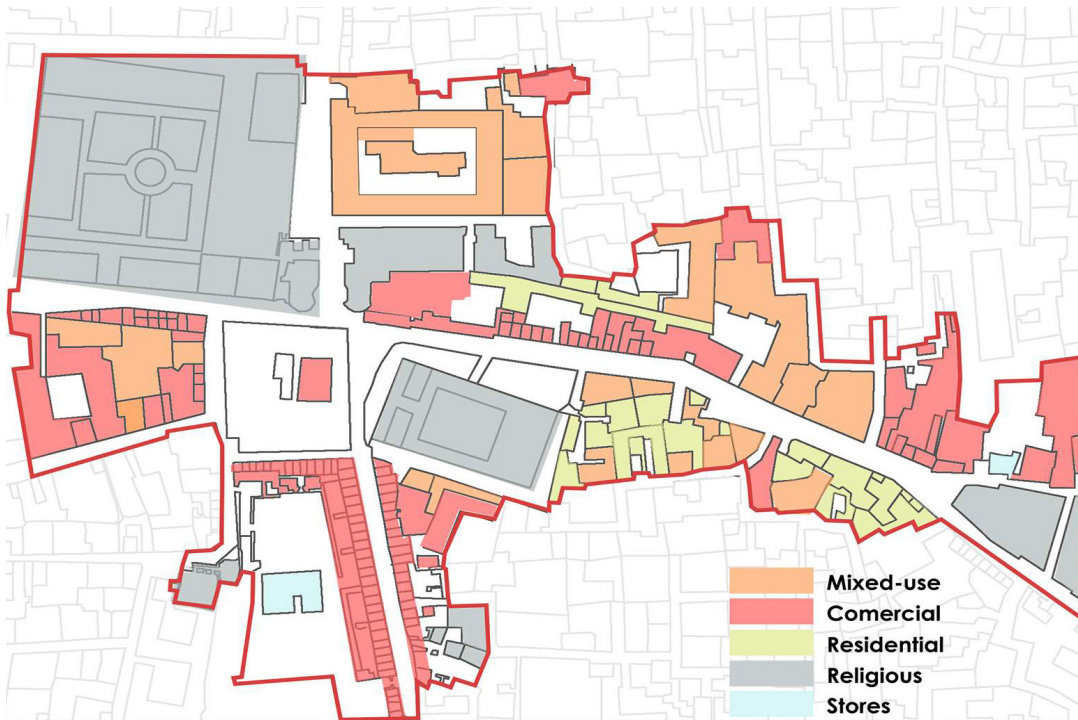 Mixed-use
Comercial
Residential
Religious
Stores